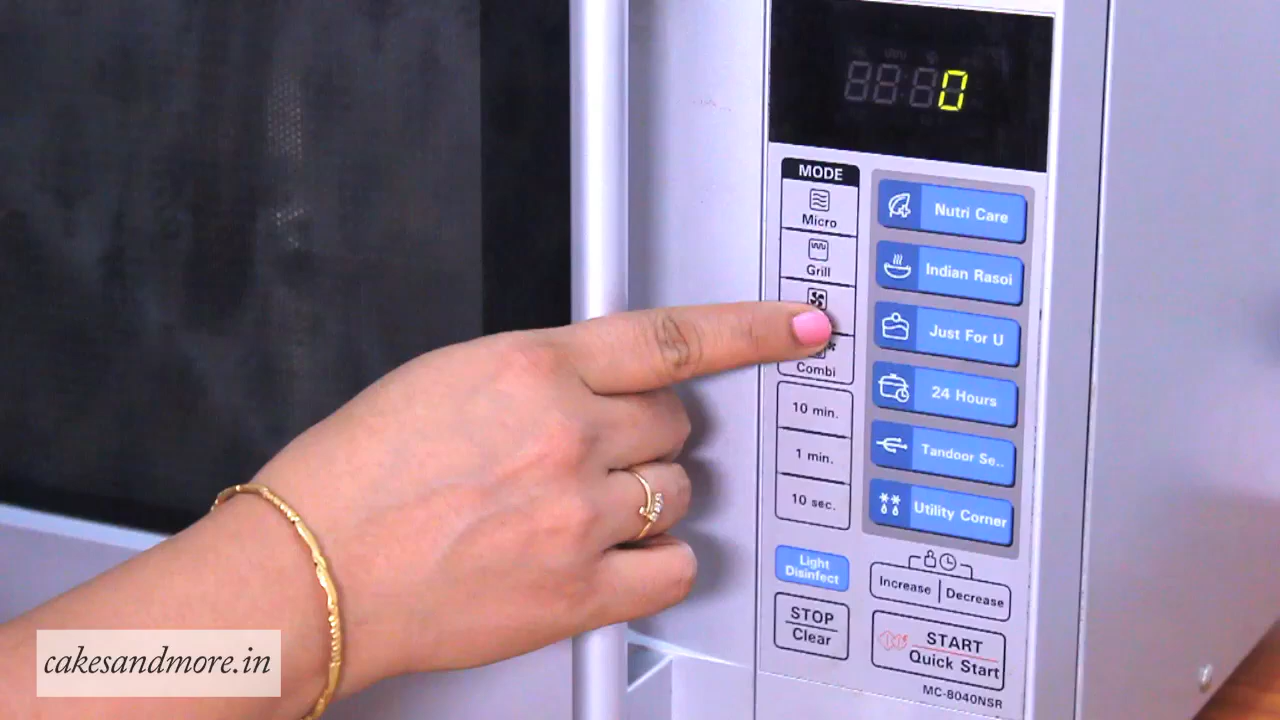 0
MODE
Micro
Grill
Combi
10 min.
1 min.
10 sec.
Nutri Care
Indian Rasoi
Just For U
24 Hours
Tandoor Se..
Utility Corner
Light
Disinfect
Increase | Decrease
STOP
Clear
START
Quick Start
MC-8040NSR
cakesandmore.in